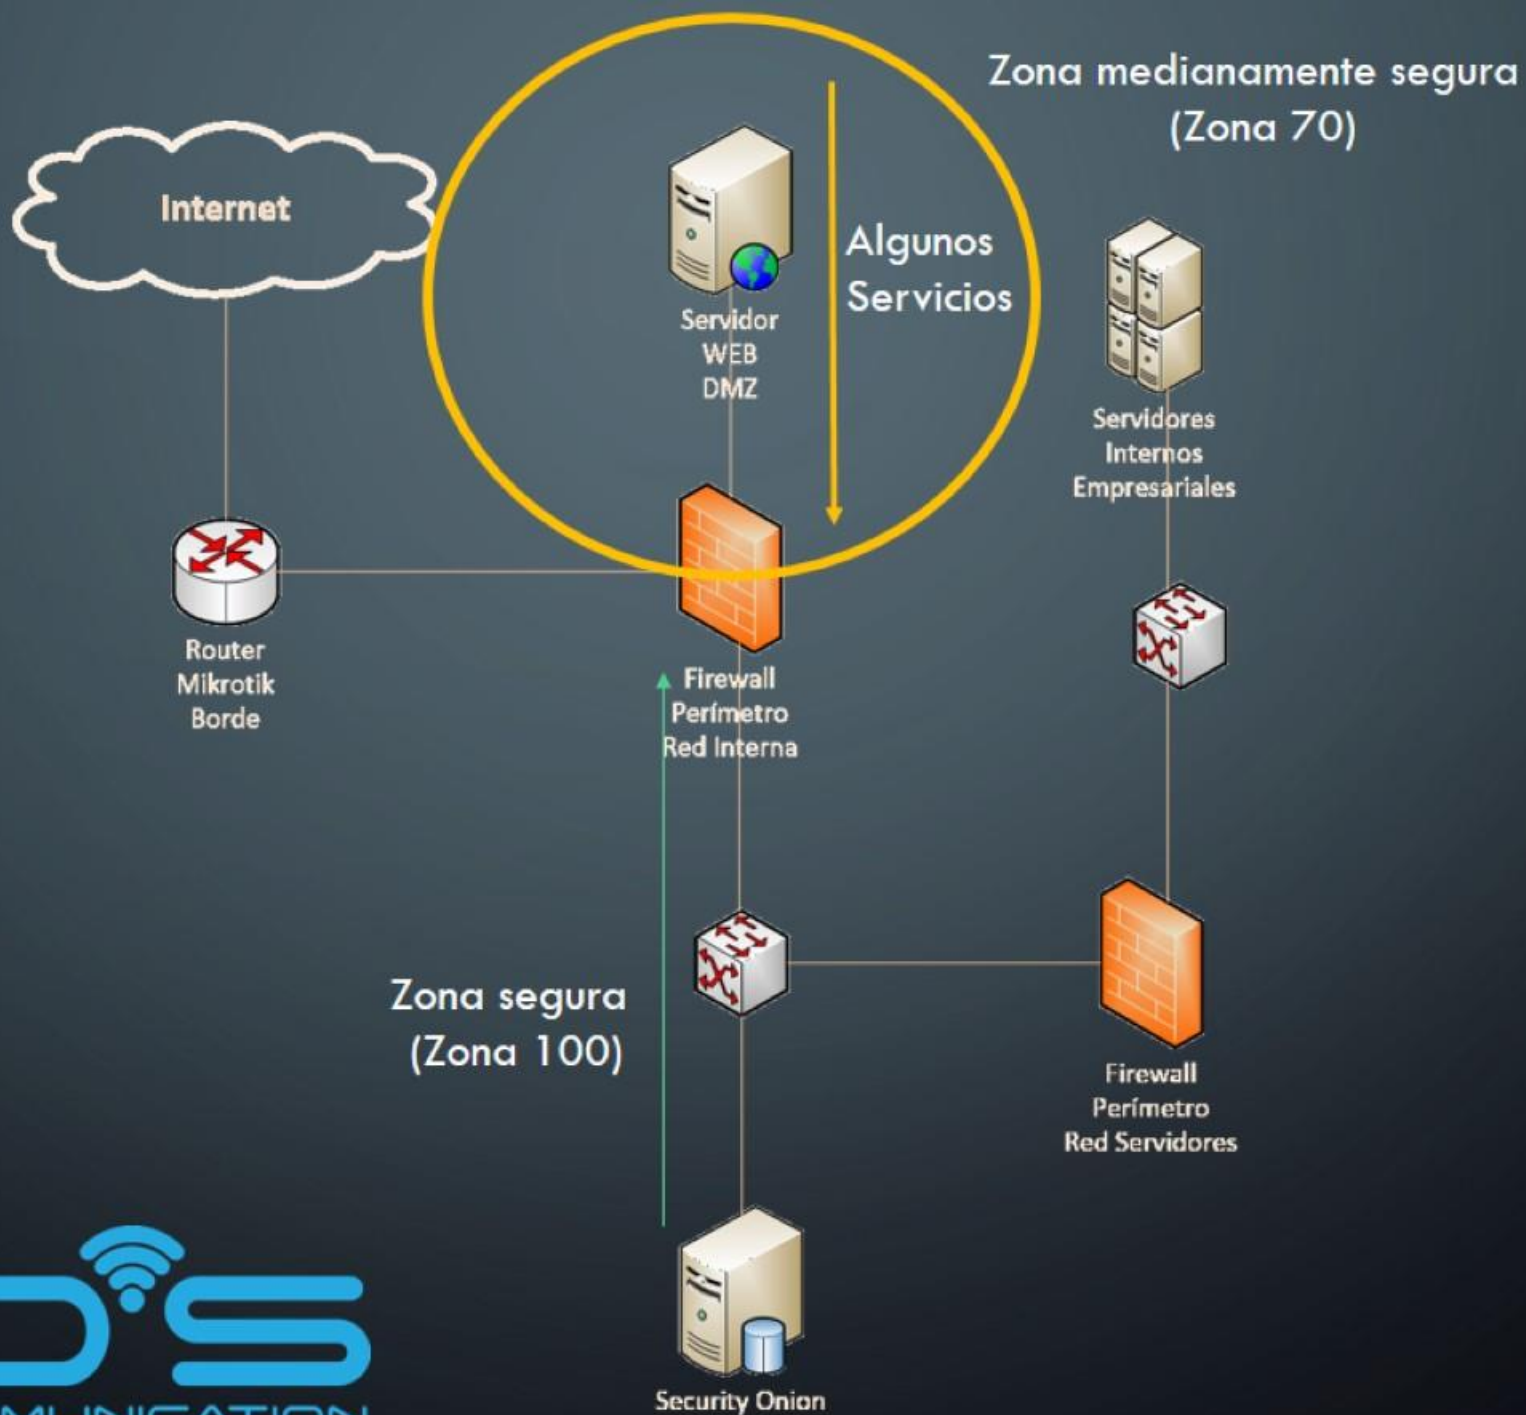 Zona medianamente segura
(Zona 70)
Internet
Algunos
Servicios
Servidor
WEB
DMZ
Servidores
Internos
Empresariales
Router
Mikrotik
Borde
Firewall
Perímetro
Red Interna
Zona segura
(Zona 100)
Firewall
Perímetro
Red Servidores
D'S
Security Onion